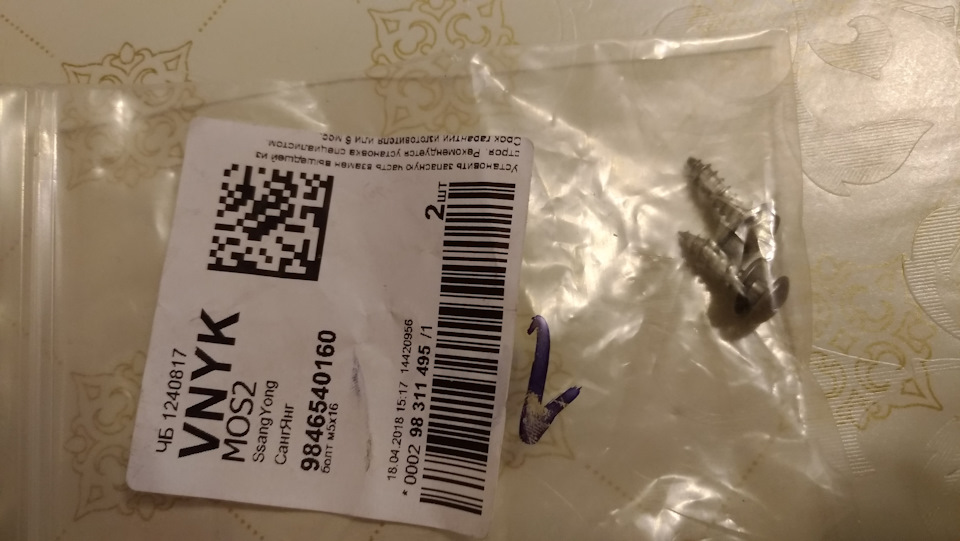 ЧБ 1240817
VNYK
MOS2
SsangYong
СангЯнг
9846540160
болт м5х16
2шт
18.04.2018 15:17 14420956
* 0002 98 311 495 /1
Установить запасную часть взамен вышедшей из
строя. Рекомендуется установка специалистом
Срок гарантии изготовителя или 6 мес.